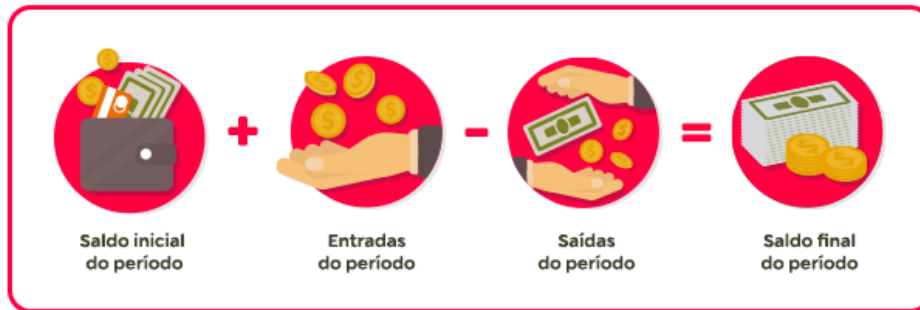 Saldo inicial
do período
+
Entradas
do período
-
Saídas
do período
=
Saldo final
do período